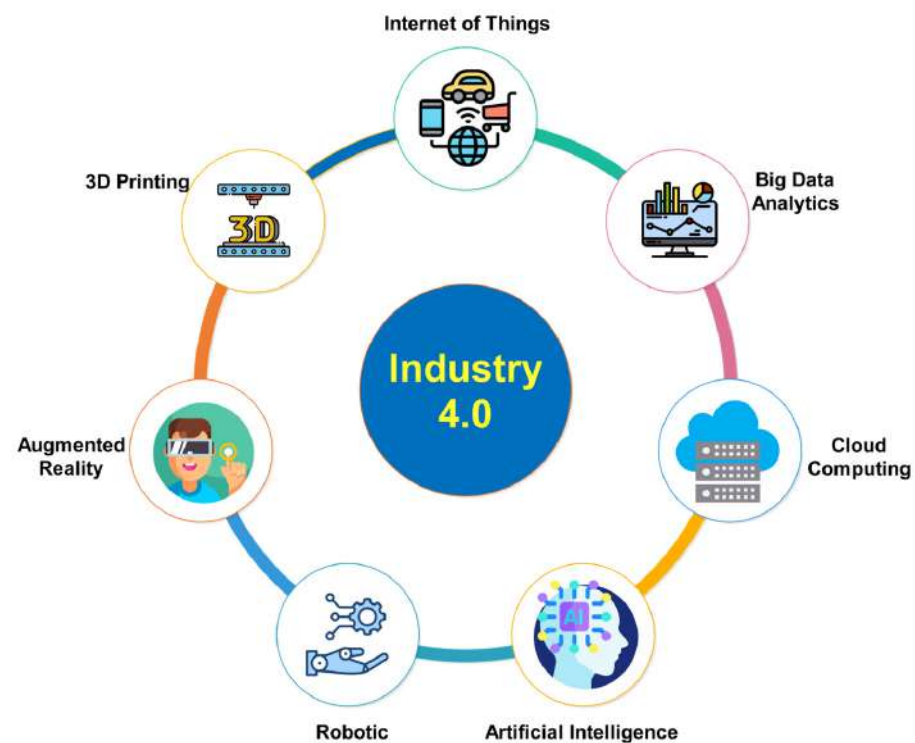 Internet of Things
Big Data
Analytics
Cloud
Computing
Artificial Intelligence
AI
Robotic
Augmented
Reality
3D Printing
3D
Industry
4.0